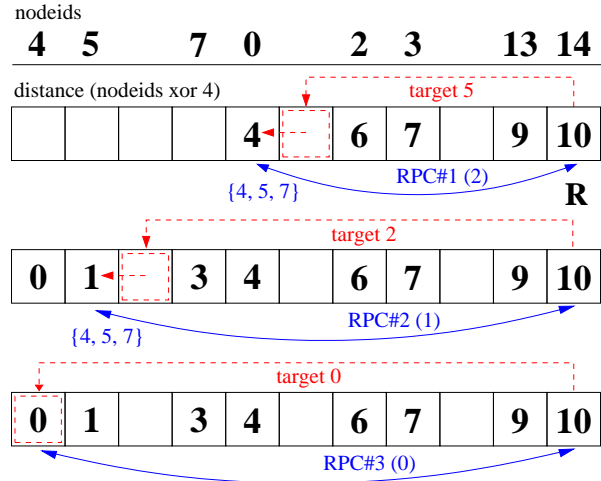 nodeids
4 5 7 0 2 3 13 14
distance (nodeids xor 4)
target 5
4 6 7 9 10
RPC#1 (2)
{4, 5, 7}
R
target 2
0 1 3 4 6 7 9 10
RPC#2 (1)
{4, 5, 7}
target 0
0 1 3 4 6 7 9 10
RPC#3 (0)